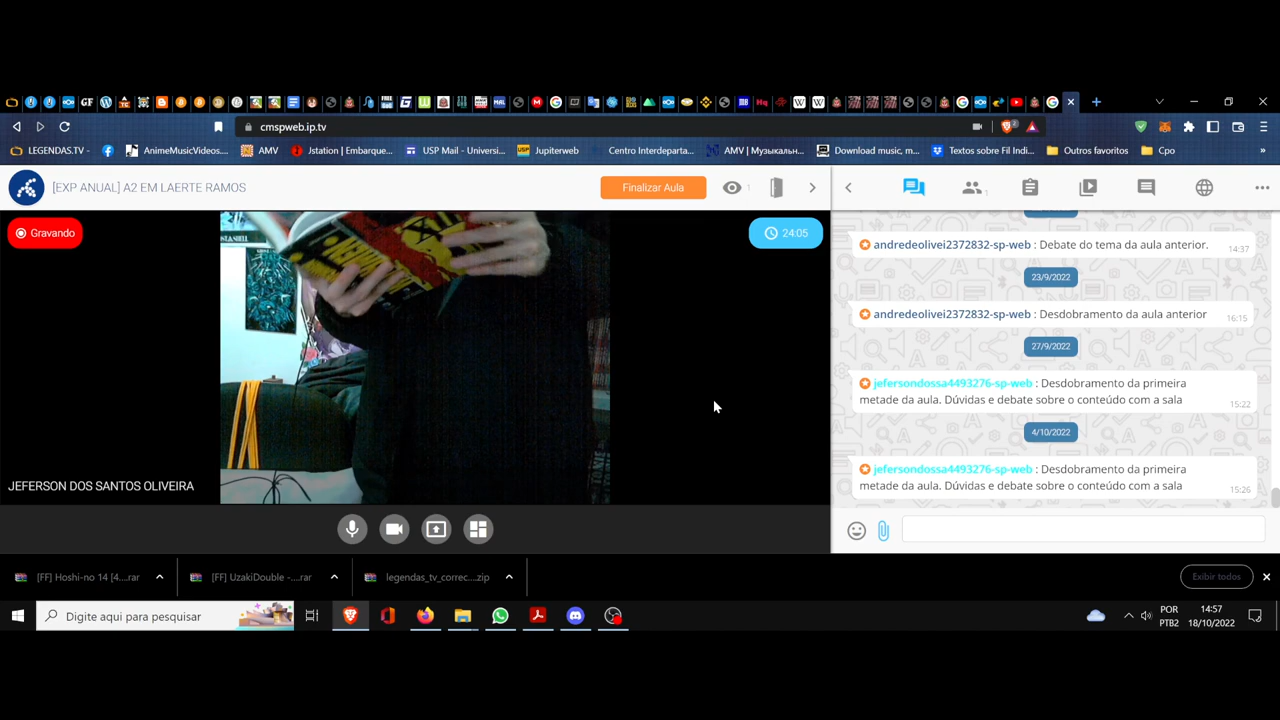 cmspweb.ip.tv
2
LEGENDAS.TV -
AnimeMusicVideos...
AMV
Jstation | Embarque...
USP Mail - Universi...
Jupiterweb
Centro Interdeparta...
AMV | Музыкальн...
Download music, m...
Textos sobre Fil Indi...
Outros favoritos
Cpo
»
[EXP ANUAL] A2 EM LAERTE RAMOS
Finalizar Aula
1
1
Gravando
24:05
andredeolivei2372832-sp-web : Debate do tema da aula anterior.
14:37
23/9/2022
andredeolivei2372832-sp-web : Desdobramento da aula anterior
16:15
27/9/2022
jefersondossa4493276-sp-web : Desdobramento da primeira
metade da aula. Dúvidas e debate sobre o conteúdo com a sala
15:22
4/10/2022
jefersondossa4493276-sp-web : Desdobramento da primeira
metade da aula. Dúvidas e debate sobre o conteúdo com a sala
15:26
JEFERSON DOS SANTOS OLIVEIRA
[FF] Hoshi-no 14 [4....rar
[FF] UzakiDouble -....rar
legendas_tv_correc....zip
Exibir todos
Digite aqui para pesquisar
POR
PTB2
14:57
18/10/2022